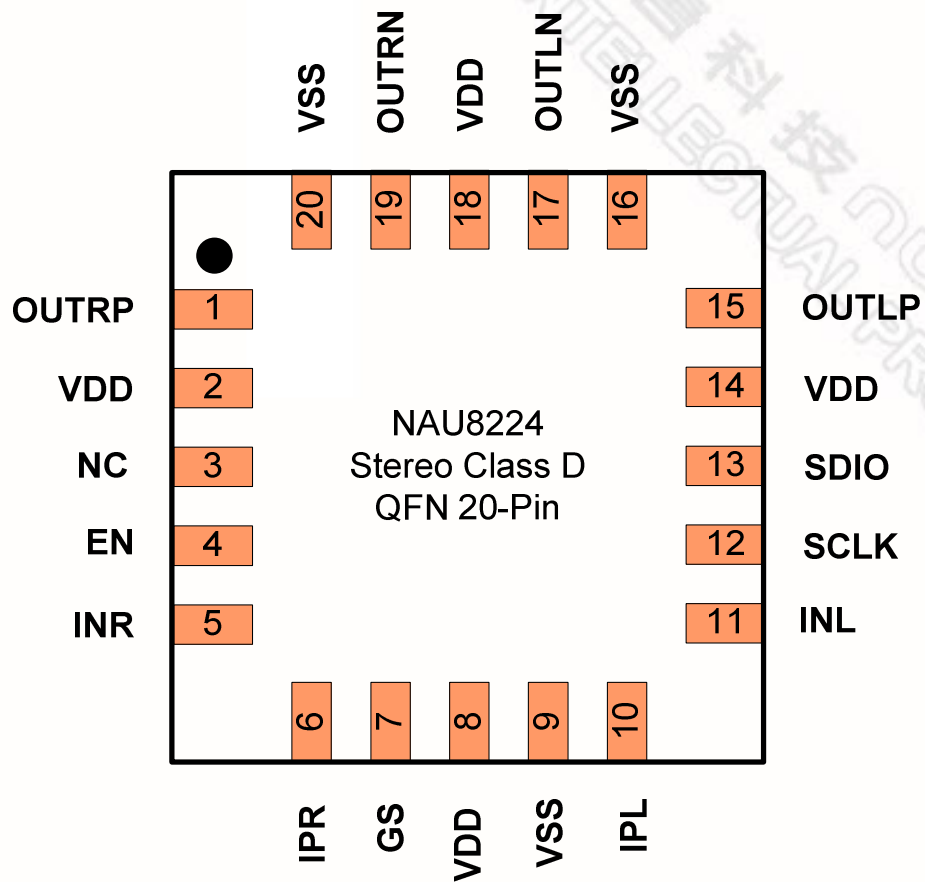 VSS
OUTRN
VDD
OUTLN
VSS
20
19
18
17
16
OUTRP 1
15 OUTLP
VDD 2
14 VDD
NC 3
13 SDIO
EN 4
12 SCLK
INR 5
11 INL
NAU8224
Stereo Class D
QFN 20-Pin
6
7
8
9
10
IPR
GS
VDD
VSS
IPL
科技